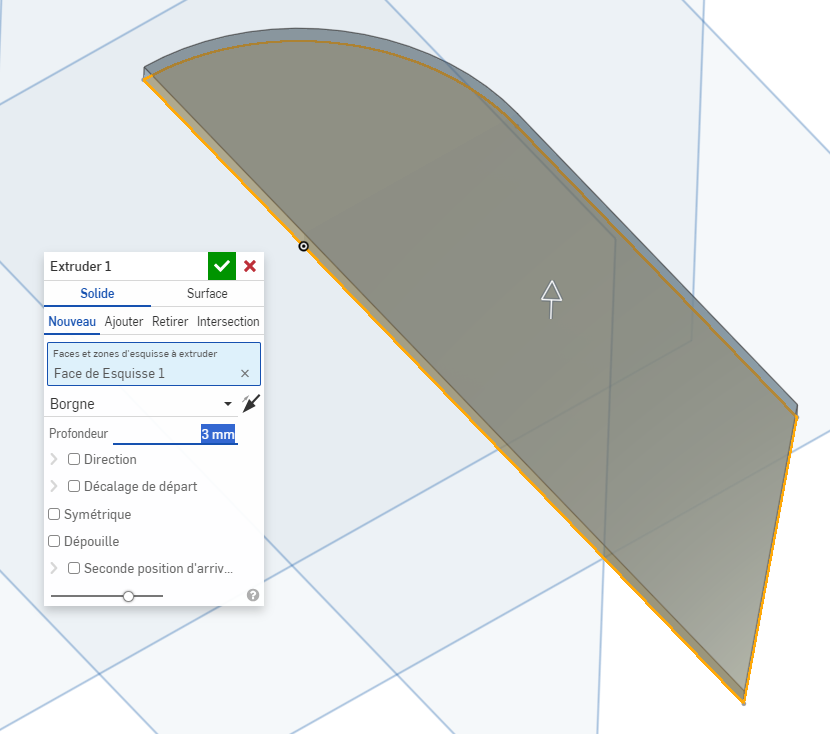 Extruder 1
Solide Surface
Nouveau Ajouter Retirer Intersection
Faces et zones d'esquisse à extruder
Face de Esquisse 1
Borgne
Profondeur 3 mm
Direction
Décalage de départ
Symétrique
Dépouille
Seconde position d'arriv...
?